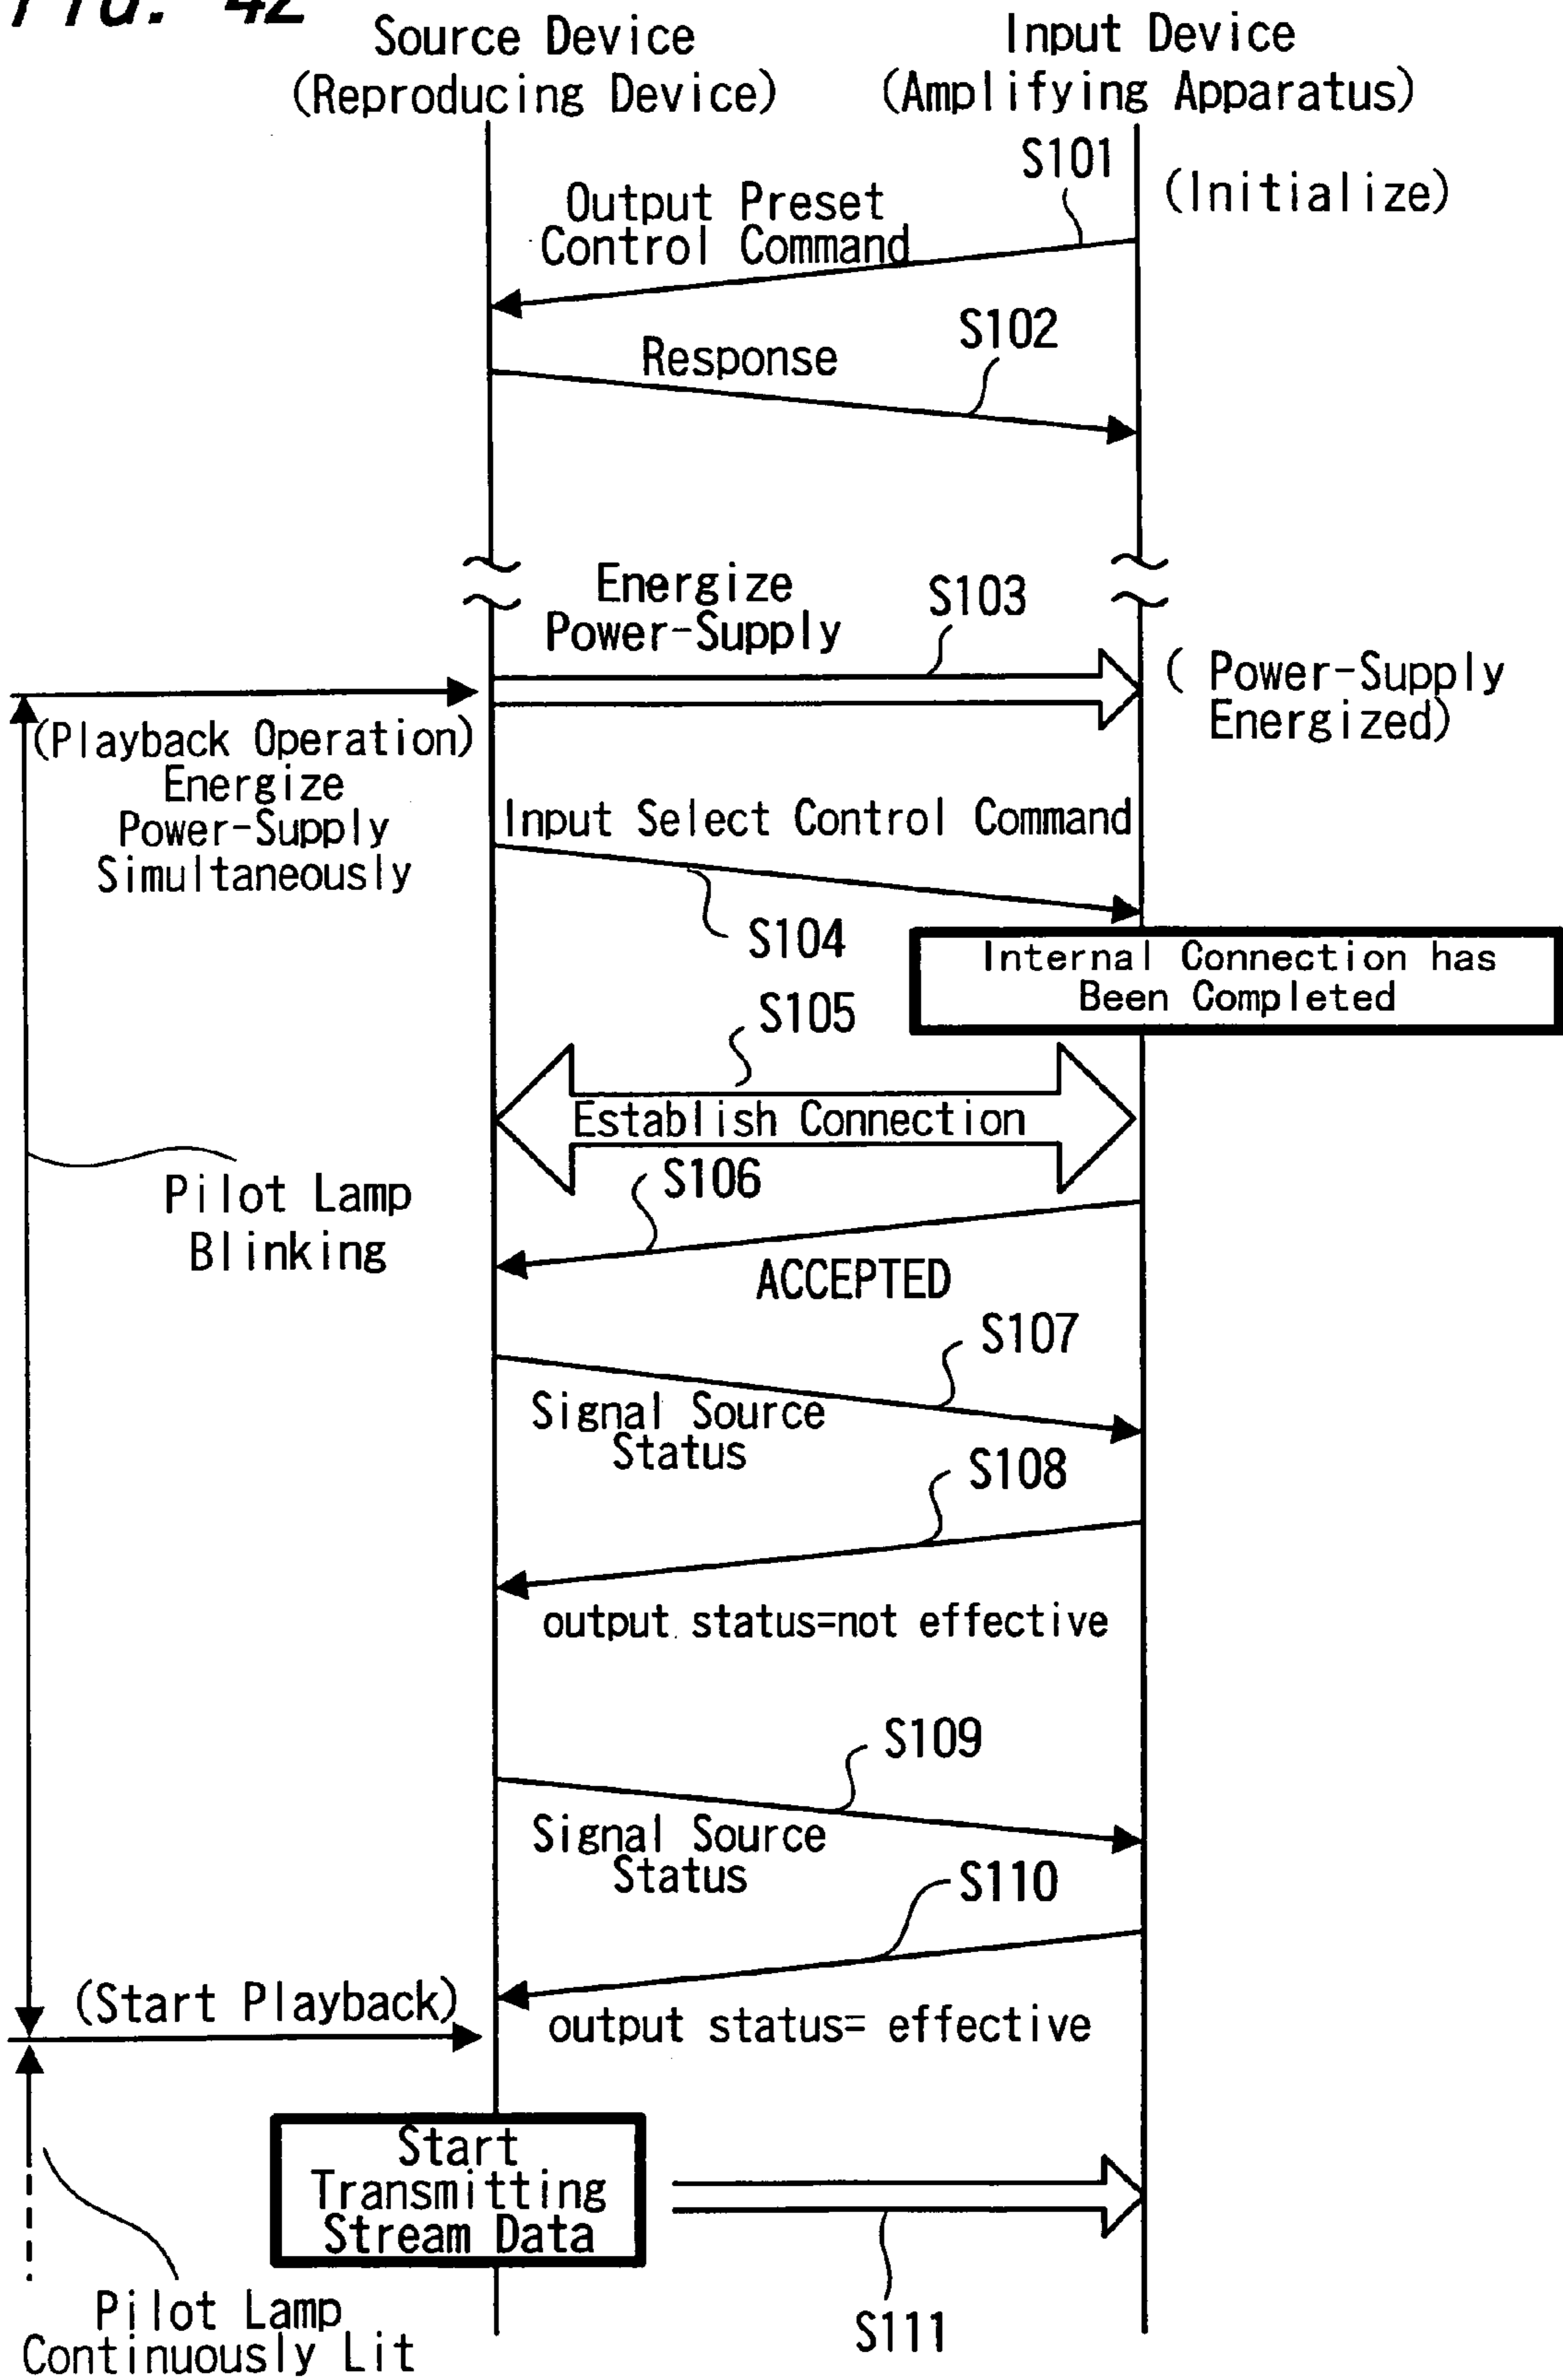 FIG. 42
Source Device
(Reproducing Device)
Input Device
(Amplifying Apparatus)
S101
(Initialize)
Output Preset
Control Command
S102
Response
Energize
Power-Supply
S103
( Power-Supply
Energized)
(Playback Operation)
Energize
Power-Supply
Simultaneously
Input Select Control Command
S104
Internal Connection has
Been Completed
S105
Establish Connection
S106
Pilot Lamp
Blinking
ACCEPTED
S107
Signal Source
Status
S108
output status=not effective
S109
Signal Source
Status
S110
(Start Playback)
output status= effective
Start
Transmitting
Stream Data
S111
Pilot Lamp
Continuously Lit